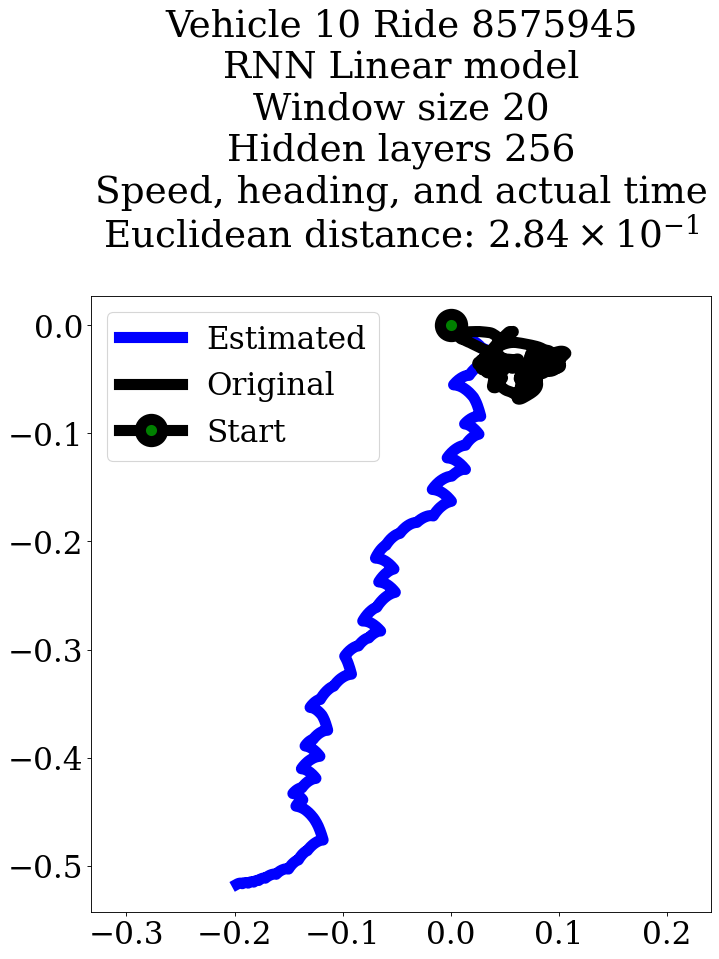 Vehicle 10 Ride 8575945
RNN Linear model
Window size 20
Hidden layers 256
Speed, heading, and actual time
Euclidean distance: 2.84 × 10⁻¹
Estimated
Original
Start
0.0
−0.1
−0.2
−0.3
−0.4
−0.5
−0.3 −0.2 −0.1 0.0 0.1 0.2